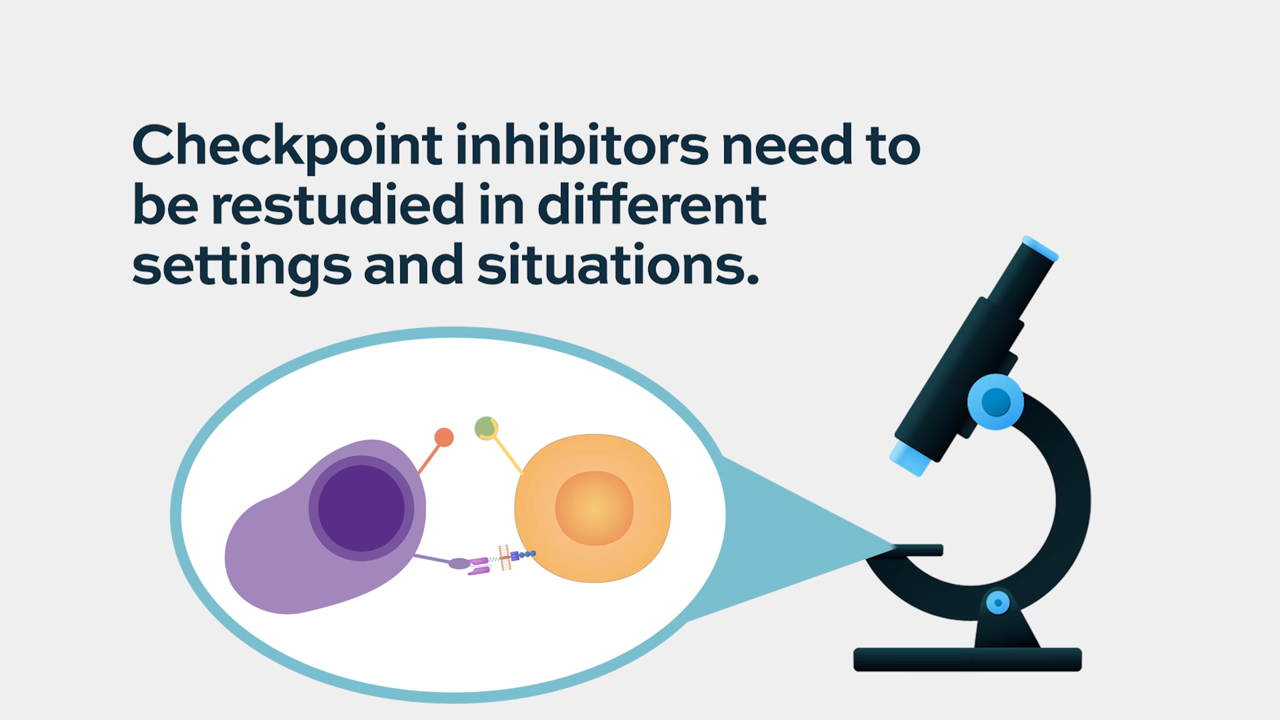 Checkpoint inhibitors need to
be restudied in different
settings and situations.